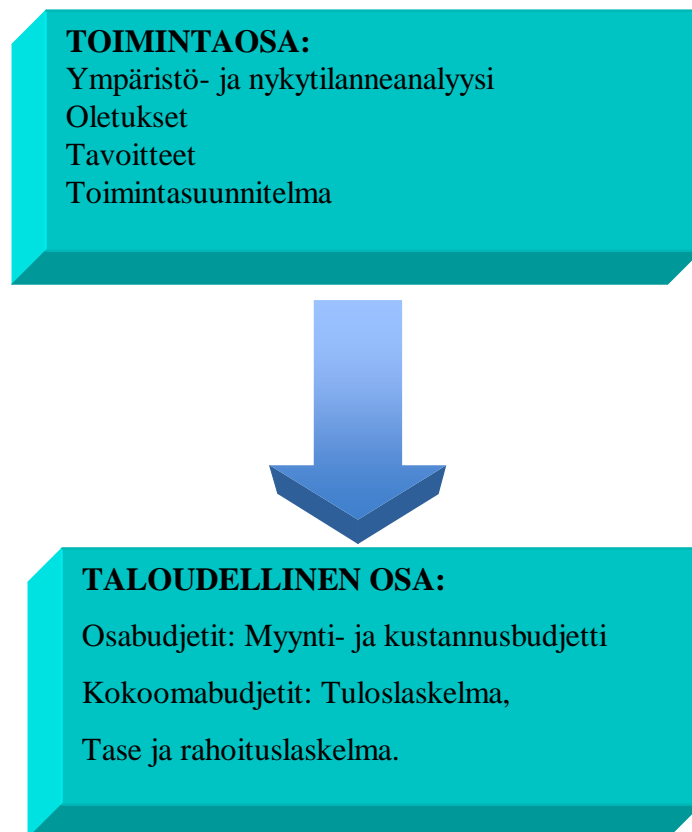 TOIMINTAOSA:
Ympäristö- ja nykytilanneanalyysi
Oletukset
Tavoitteet
Toimintasuunnitelma
TALOUDELLINEN OSA:
Osabudjetit: Myynti- ja kustannusbudjetti
Kokoomabudjetit: Tuloslaskelma,
Tase ja rahoituslaskelma.